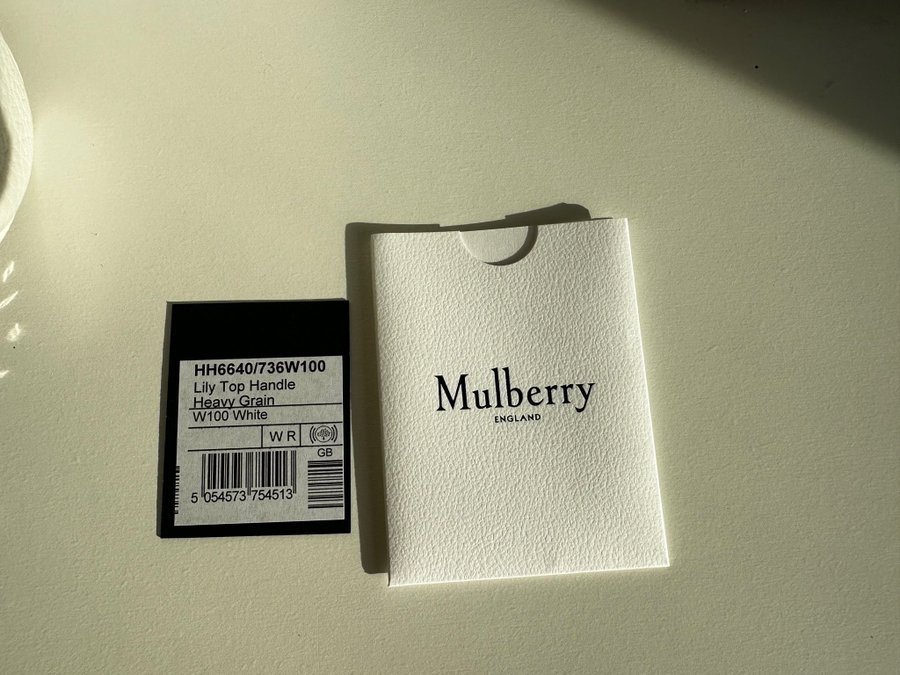 HH6640/736W100
Lily Top Handle
Heavy Grain
W100 White
W R
GB
5 054573 754513
Mulberry
ENGLAND